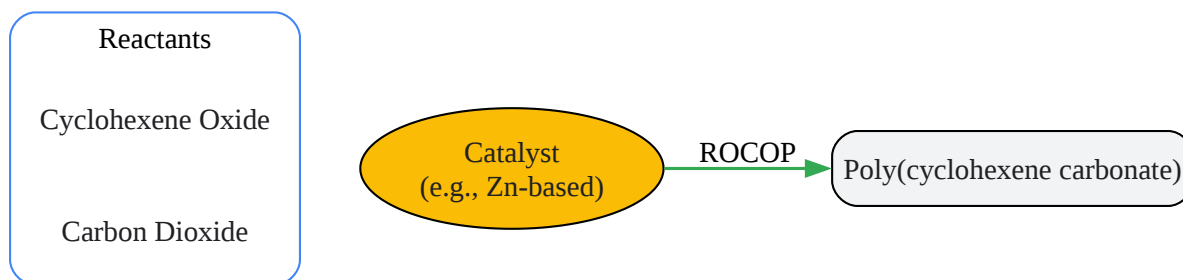 Reactants
Cyclohexene Oxide
Carbon Dioxide
Catalyst
(e.g., Zn-based)
ROCOP
Poly(cyclohexene carbonate)